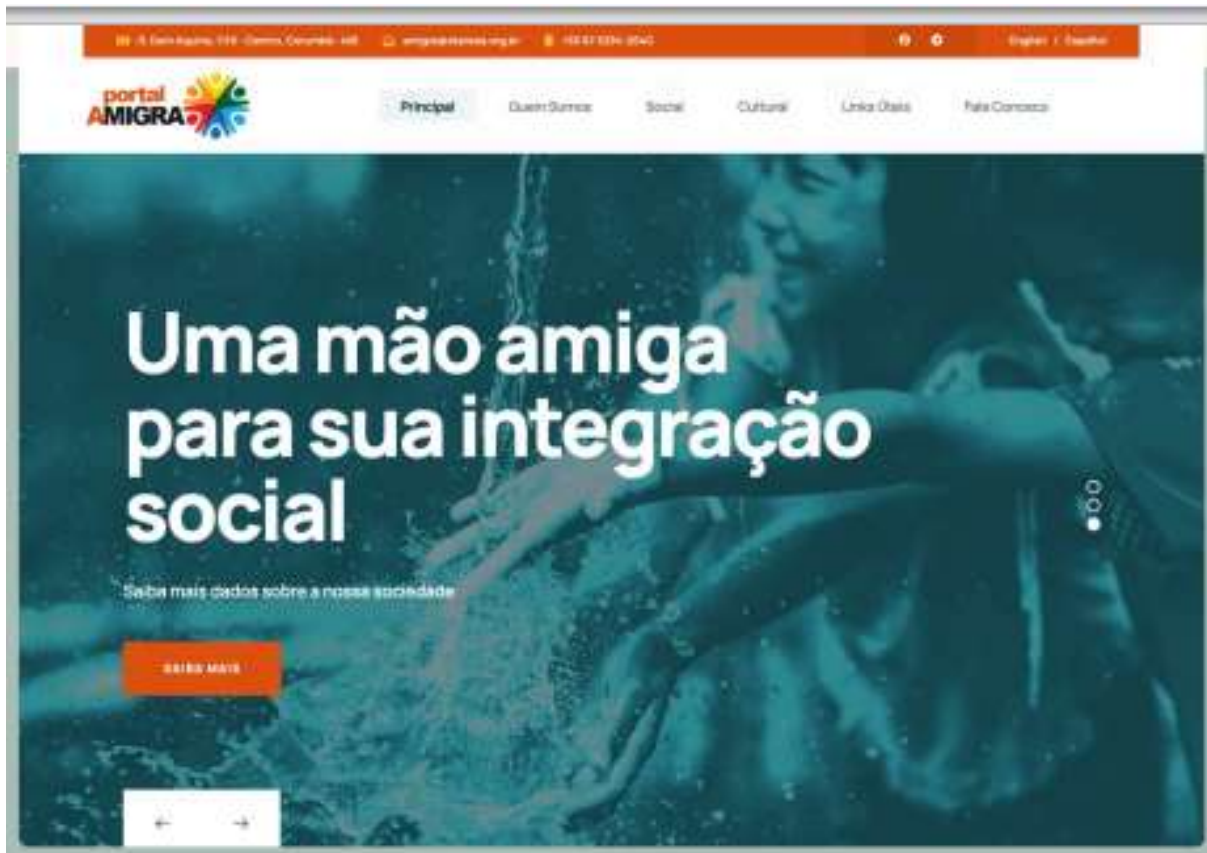 English | Español
portal
AMIGRA
Principal
Quem Somos
Social
Cultural
Links Úteis
Fale Conosco
Uma mão amiga
para sua integração
social
Saiba mais dados sobre a nossa sociedade
SAIBA MAIS